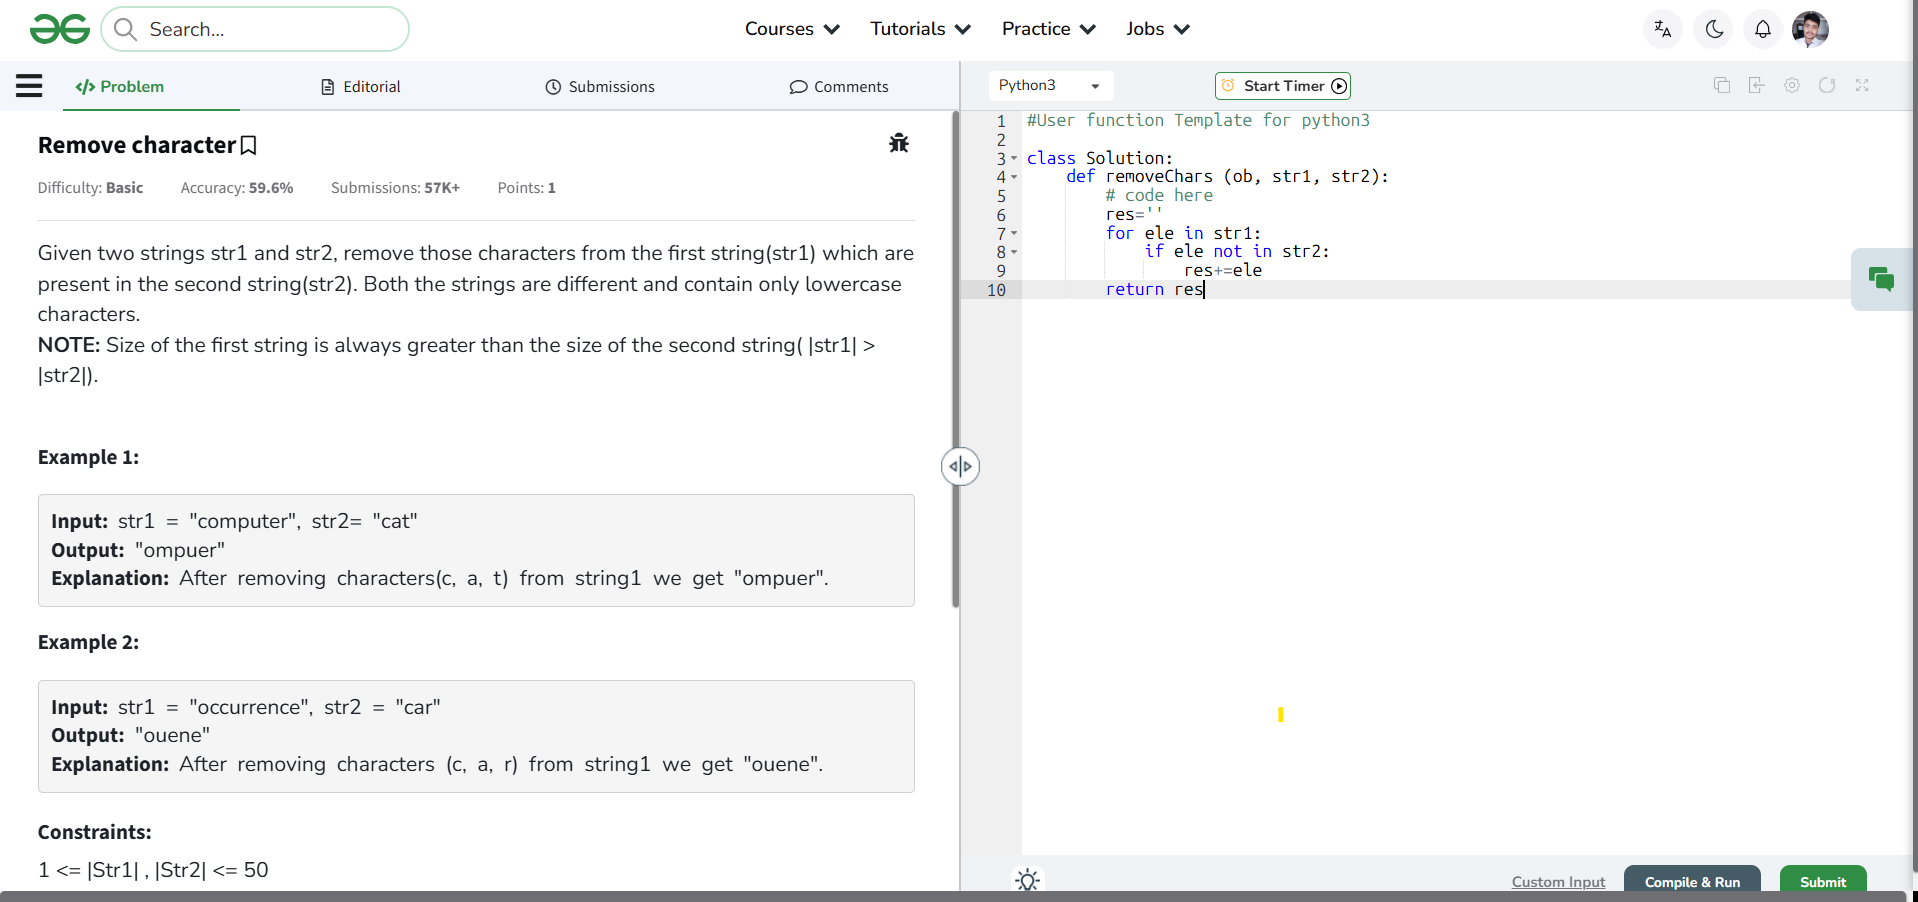 Search...
Courses
Tutorials
Practice
Jobs
Problem
Editorial
Submissions
Comments
Remove character
Difficulty: Basic Accuracy: 59.6% Submissions: 57K+ Points: 1
Given two strings str1 and str2, remove those characters from the first string(str1) which are
present in the second string(str2). Both the strings are different and contain only lowercase
characters.
NOTE: Size of the first string is always greater than the size of the second string( |str1| >
|str2|).
Example 1:
Input: str1 = "computer", str2= "cat"
Output: "ompuer"
Explanation: After removing characters(c, a, t) from string1 we get "ompuer".
Example 2:
Input: str1 = "occurrence", str2 = "car"
Output: "ouene"
Explanation: After removing characters (c, a, r) from string1 we get "ouene".
Constraints:
1 <= |Str1| , |Str2| <= 50
Python3
Start Timer
1 #User function Template for python3
2
3 class Solution:
4     def removeChars (ob, str1, str2):
5         # code here
6         res=''
7         for ele in str1:
8             if ele not in str2:
9                 res+=ele
10         return res
Custom Input
Compile & Run
Submit